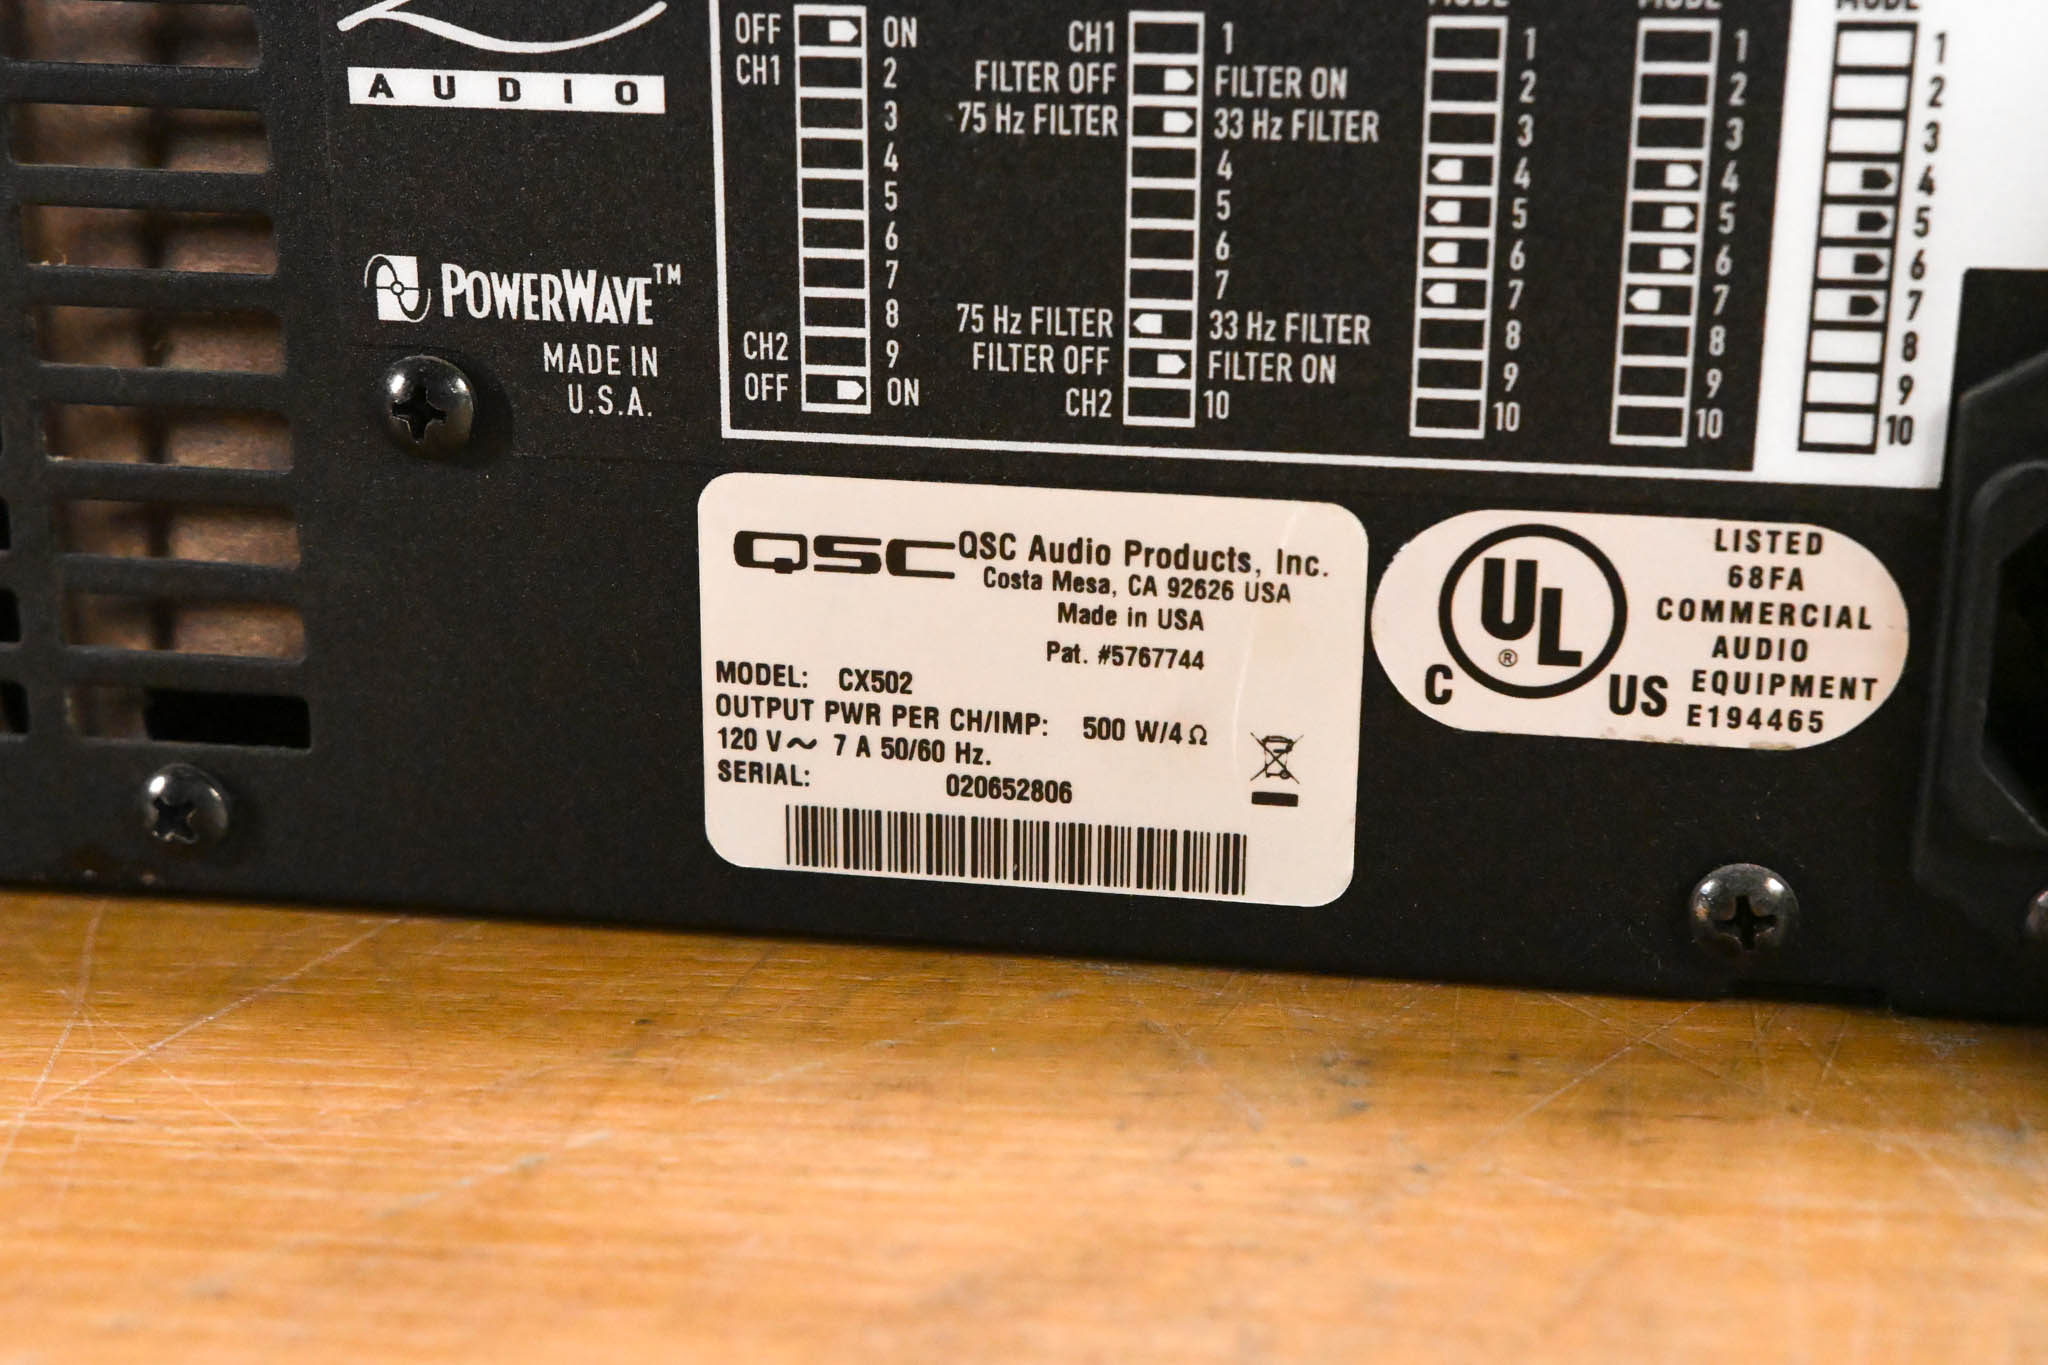 AUDIO
POWERWAVE™
MADE IN
U.S.A.
OFF ON
CH1 2
3
4
5
6
7
8
CH2 9
OFF ON
CH1 1
FILTER OFF FILTER ON
75 Hz FILTER 33 Hz FILTER
4
5
6
7
75 Hz FILTER 33 Hz FILTER
FILTER OFF FILTER ON
CH2 10
MODE
1
2
3
4
5
6
7
8
9
10
MODE
1
2
3
4
5
6
7
8
9
10
MODE
1
2
3
4
5
6
7
8
9
10
QSC QSC Audio Products, Inc.
Costa Mesa, CA 92626 USA
Made in USA
Pat. #5767744
MODEL: CX502
OUTPUT PWR PER CH/IMP: 500 W/4 Ω
120 V~ 7 A 50/60 Hz.
SERIAL: 020652806
C UL ® US
LISTED
68FA
COMMERCIAL
AUDIO
EQUIPMENT
E194465